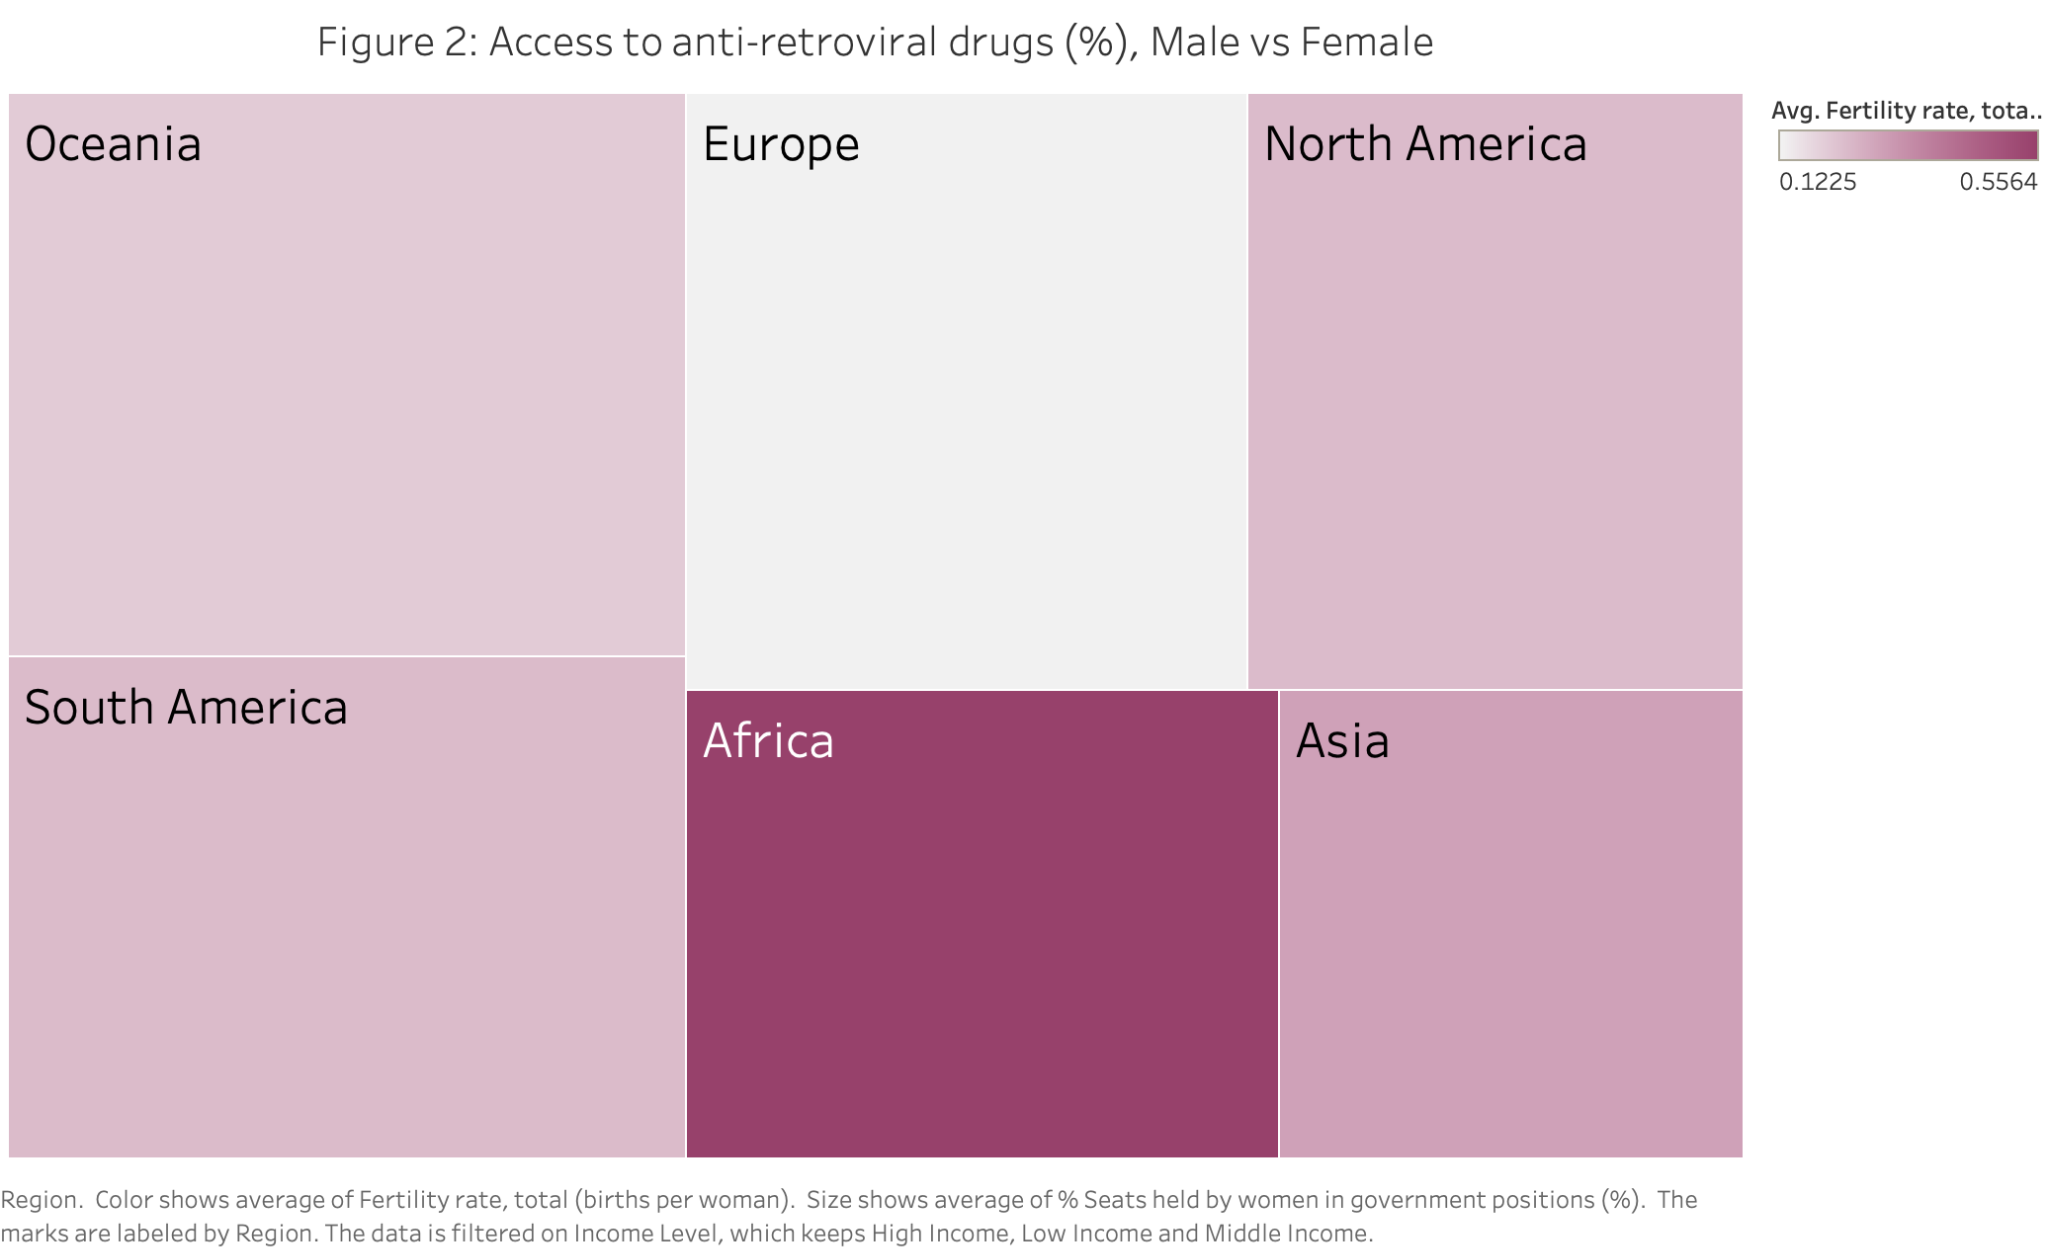 Figure 2: Access to anti-retroviral drugs (%), Male vs Female
Oceania
Europe
North America
Avg. Fertility rate, tota..
0.1225 0.5564
South America
Africa
Asia
Region. Color shows average of Fertility rate, total (births per woman). Size shows average of % Seats held by women in government positions (%). The
marks are labeled by Region. The data is filtered on Income Level, which keeps High Income, Low Income and Middle Income.